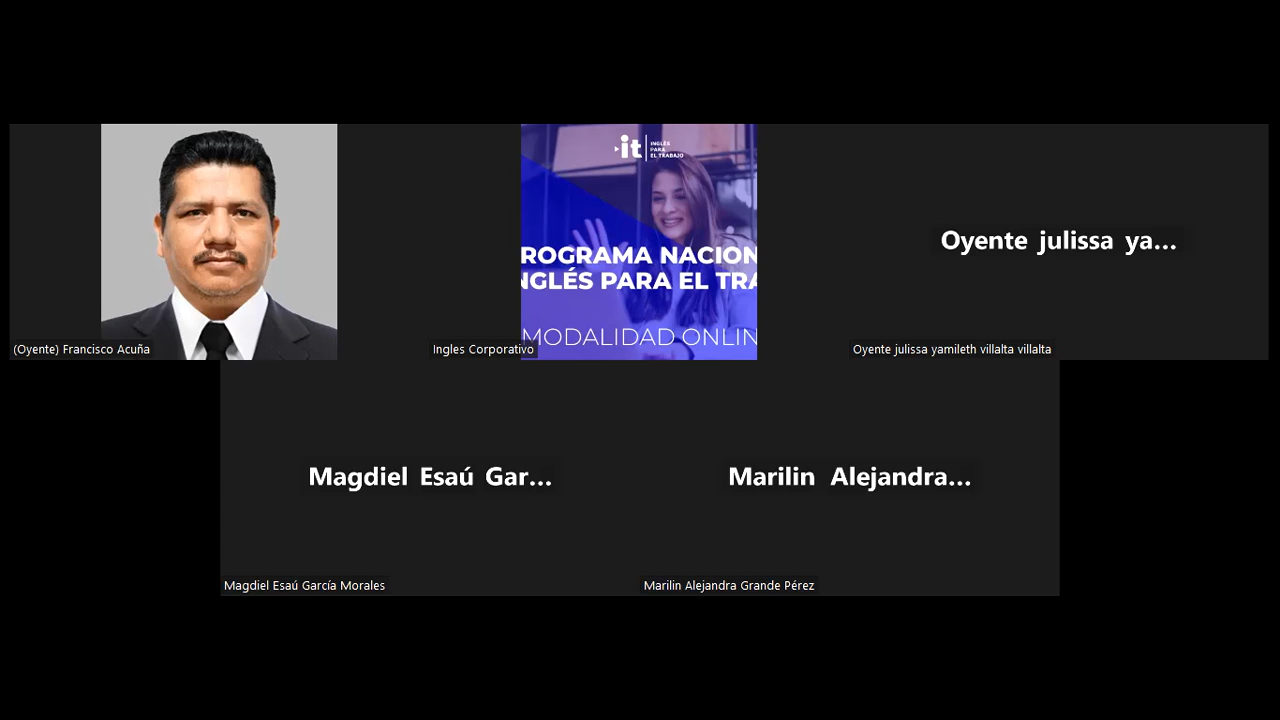 it INGLÉS
PARA
EL TRABAJO
ROGRAMA NACION
NGLÉS PARA EL TRA
MODALIDAD ONLIN
Oyente julissa ya...
(Oyente) Francisco Acuña
Ingles Corporativo
Oyente julissa yamileth villalta villalta
Magdiel Esaú Gar...
Marilin Alejandra...
Magdiel Esaú García Morales
Marilin Alejandra Grande Pérez